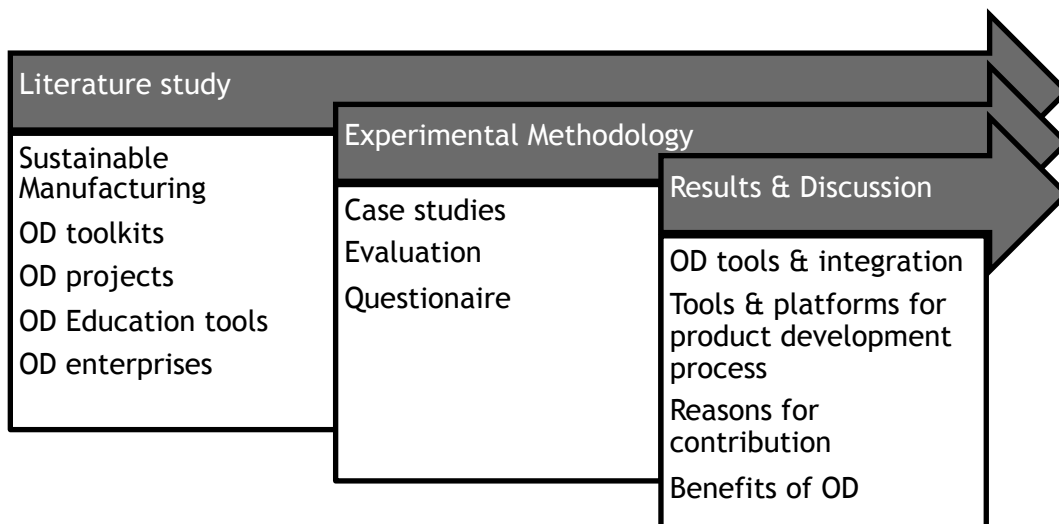 Literature study
Sustainable
Manufacturing
OD toolkits
OD projects
OD Education tools
OD enterprises
Experimental Methodology
Case studies
Evaluation
Questionaire
Results & Discussion
OD tools & integration
Tools & platforms for
product development
process
Reasons for
contribution
Benefits of OD